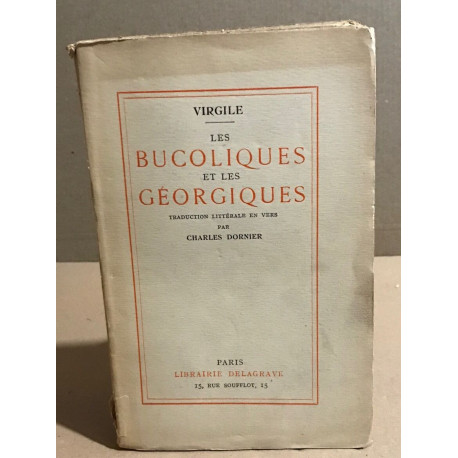 VIRGILE
LES
BUCOLIQUES
ET LES
GÉORGIQUES
TRADUCTION LITTÉRALE EN VERS
PAR
CHARLES DORNIER
PARIS
LIBRAIRIE DELAGRAVE
15, RUE SOUFFLOT, 15